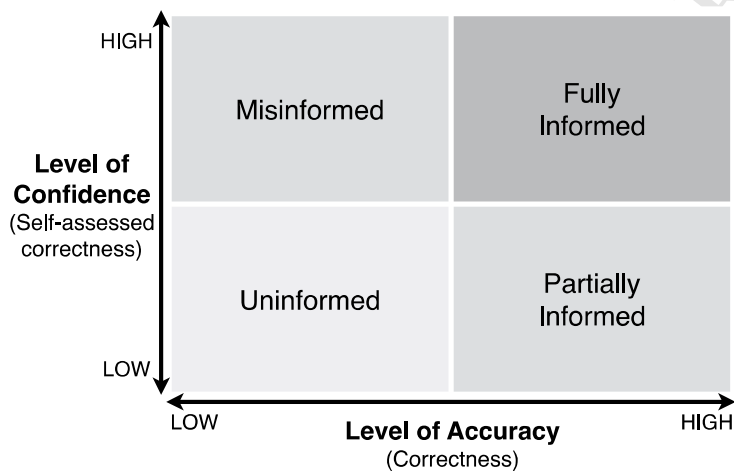 HIGH
Misinformed
Fully
Informed
Level of
Confidence
(Self-assessed
correctness)
Uninformed
Partially
Informed
LOW
LOW
HIGH
Level of Accuracy
(Correctness)